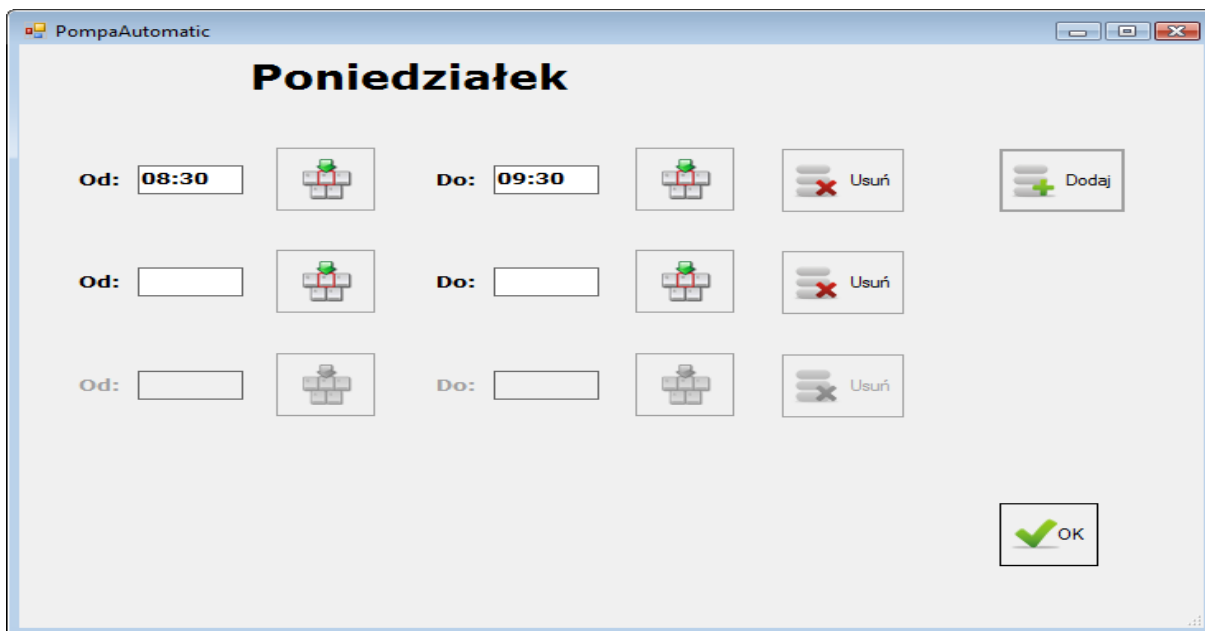 PompaAutomatic
Poniedziałek
Od: 08:30 Do: 09:30 Usuń Dodaj
Od: Do: Usuń
Od: Do: Usuń
OK